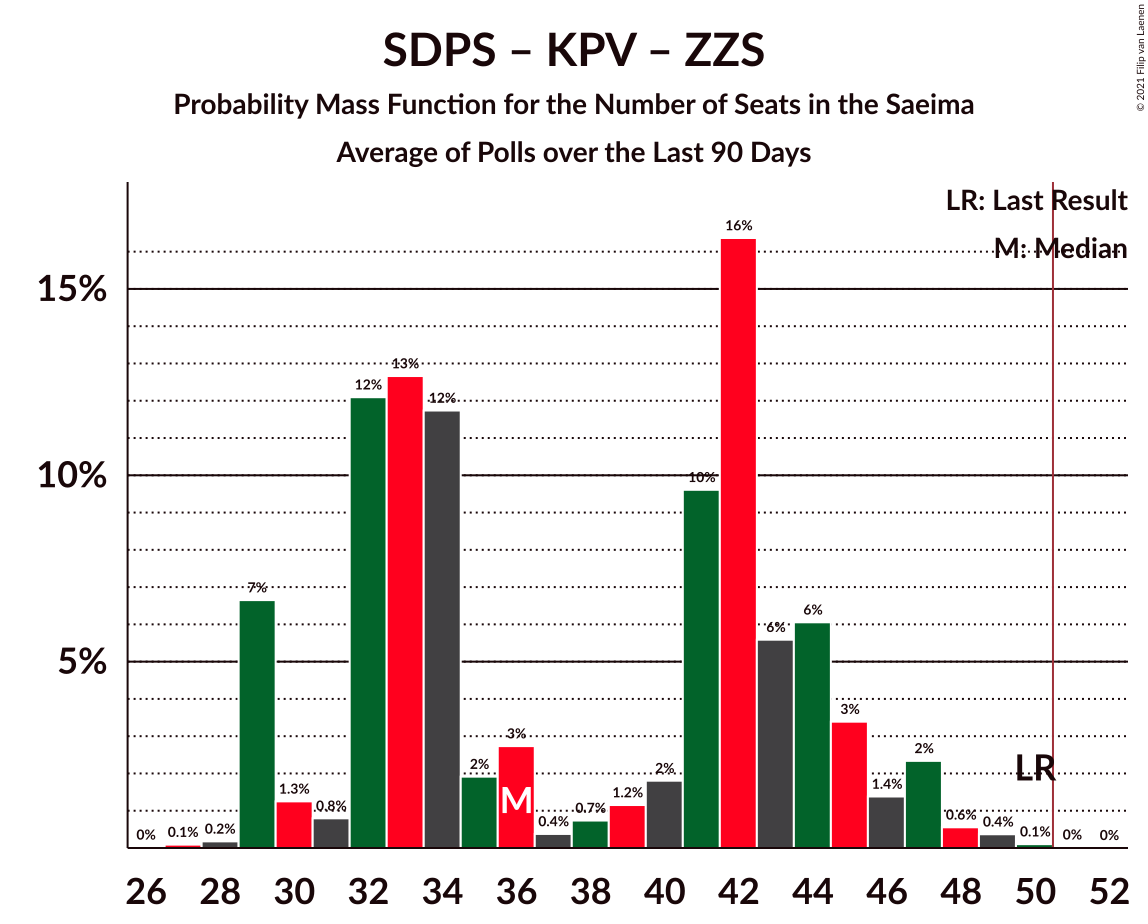 SDPS – KPV – ZZS
Probability Mass Function for the Number of Seats in the Saeima
Average of Polls over the Last 90 Days
© 2021 Filip van Laenen
LR: Last Result
M: Median
15%
10%
5%
0% 0.1% 0.2% 7% 1.3% 0.8% 12% 13% 12% 2% 3% 0.4% 0.7% 1.2% 2% 10% 16% 6% 6% 3% 1.4% 2% 0.6% 0.4% 0.1% 0% 0%
M
LR
26 28 30 32 34 36 38 40 42 44 46 48 50 52